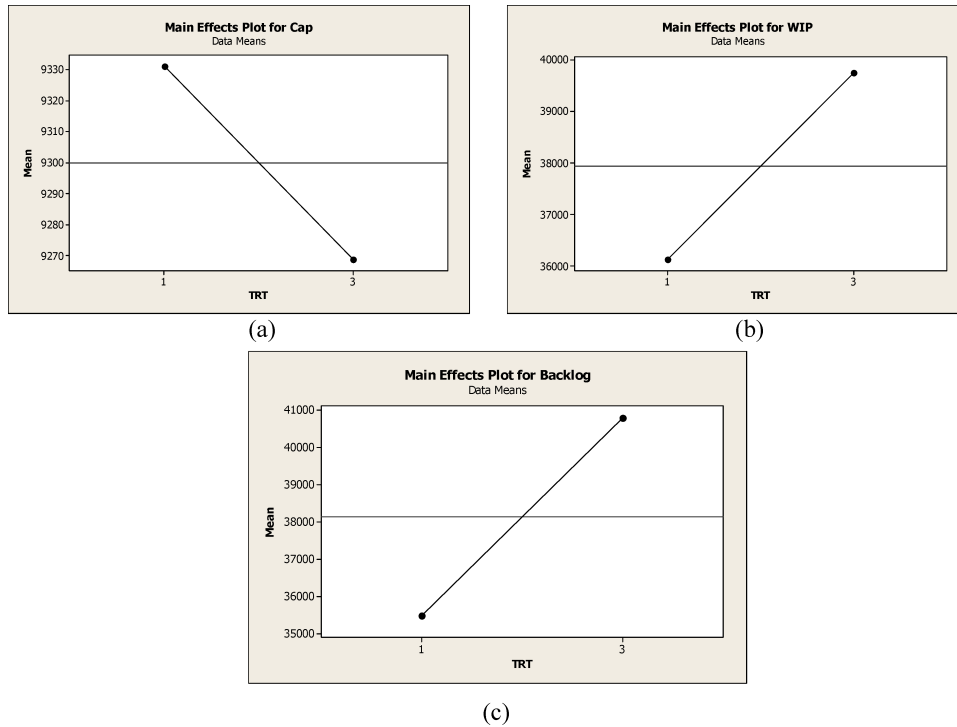 Main Effects Plot for Cap
Data Means
9330
9320
9310
9300
9290
9280
9270
Mean
1
3
TRT
(a)
Main Effects Plot for WIP
Data Means
40000
39000
38000
37000
36000
Mean
1
3
TRT
(b)
Main Effects Plot for Backlog
Data Means
41000
40000
39000
38000
37000
36000
35000
Mean
1
3
TRT
(c)